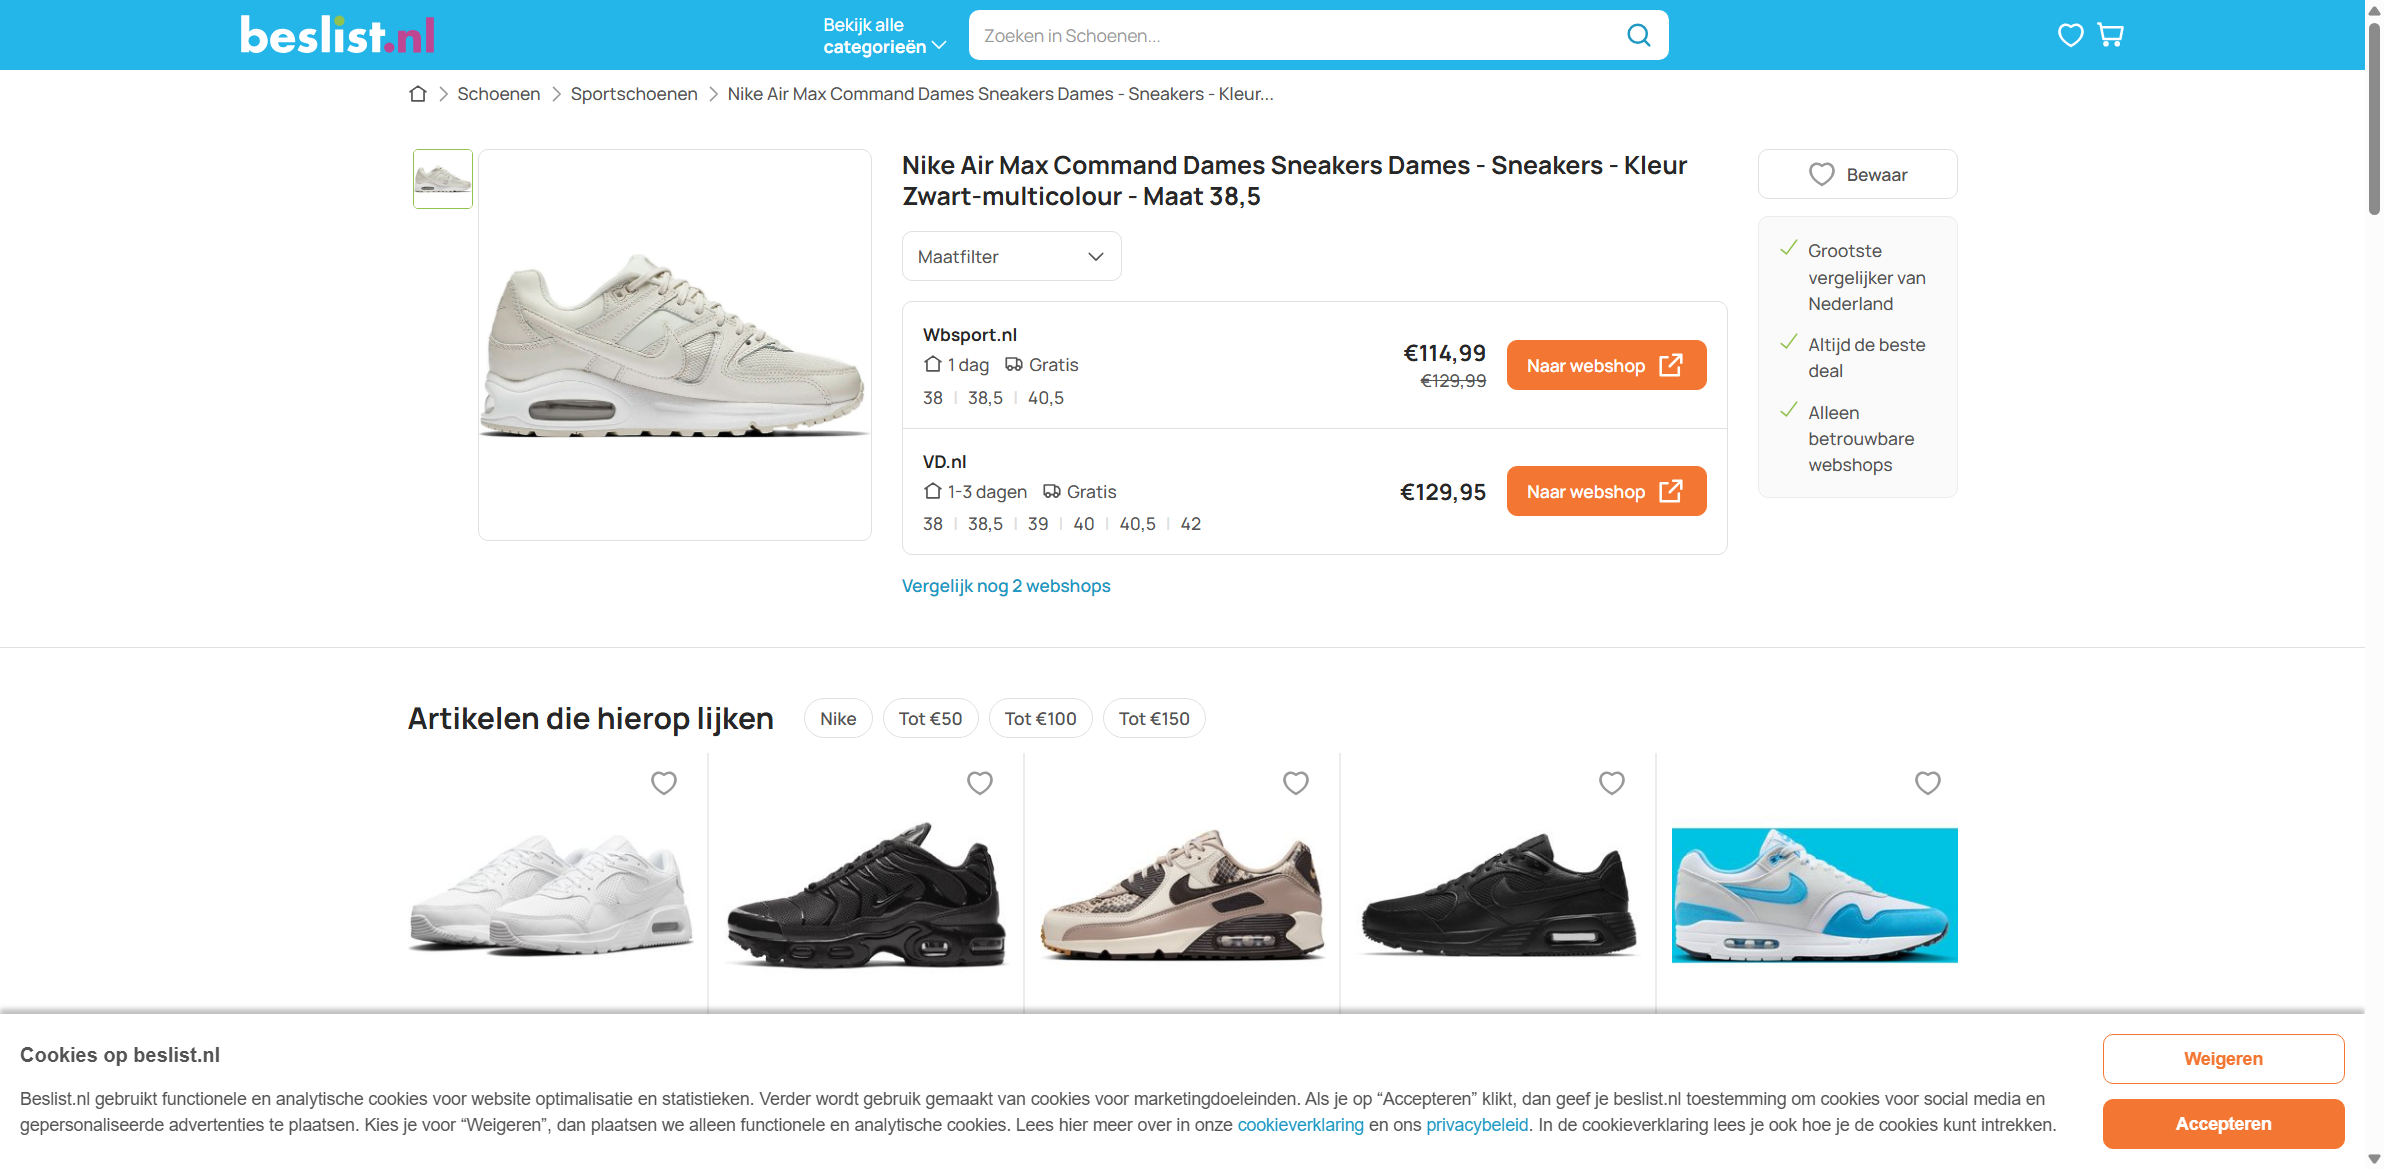 beslist.nl
Bekijk alle
categorieën
Zoeken in Schoenen...
Schoenen
Sportschoenen
Nike Air Max Command Dames Sneakers Dames - Sneakers - Kleur...
Nike Air Max Command Dames Sneakers Dames - Sneakers - Kleur
Zwart-multicolour - Maat 38,5
Maatfilter
Wbsport.nl
1 dag Gratis
38 38,5 40,5
€114,99
€129,99
Naar webshop
VD.nl
1-3 dagen Gratis
38 38,5 39 40 40,5 42
€129,95
Naar webshop
Vergelijk nog 2 webshops
Bewaar
Grootste
vergelijker van
Nederland
Altijd de beste
deal
Alleen
betrouwbare
webshops
Artikelen die hierop lijken
Nike
Tot €50
Tot €100
Tot €150
Cookies op beslist.nl
Beslist.nl gebruikt functionele en analytische cookies voor website optimalisatie en statistieken. Verder wordt gebruik gemaakt van cookies voor marketingdoeleinden. Als je op “Accepteren” klikt, dan geef je beslist.nl toestemming om cookies voor social media en
gepersonaliseerde advertenties te plaatsen. Kies je voor “Weigeren”, dan plaatsen we alleen functionele en analytische cookies. Lees hier meer over in onze cookieverklaring en ons privacybeleid. In de cookieverklaring lees je ook hoe je de cookies kunt intrekken.
Weigeren
Accepteren